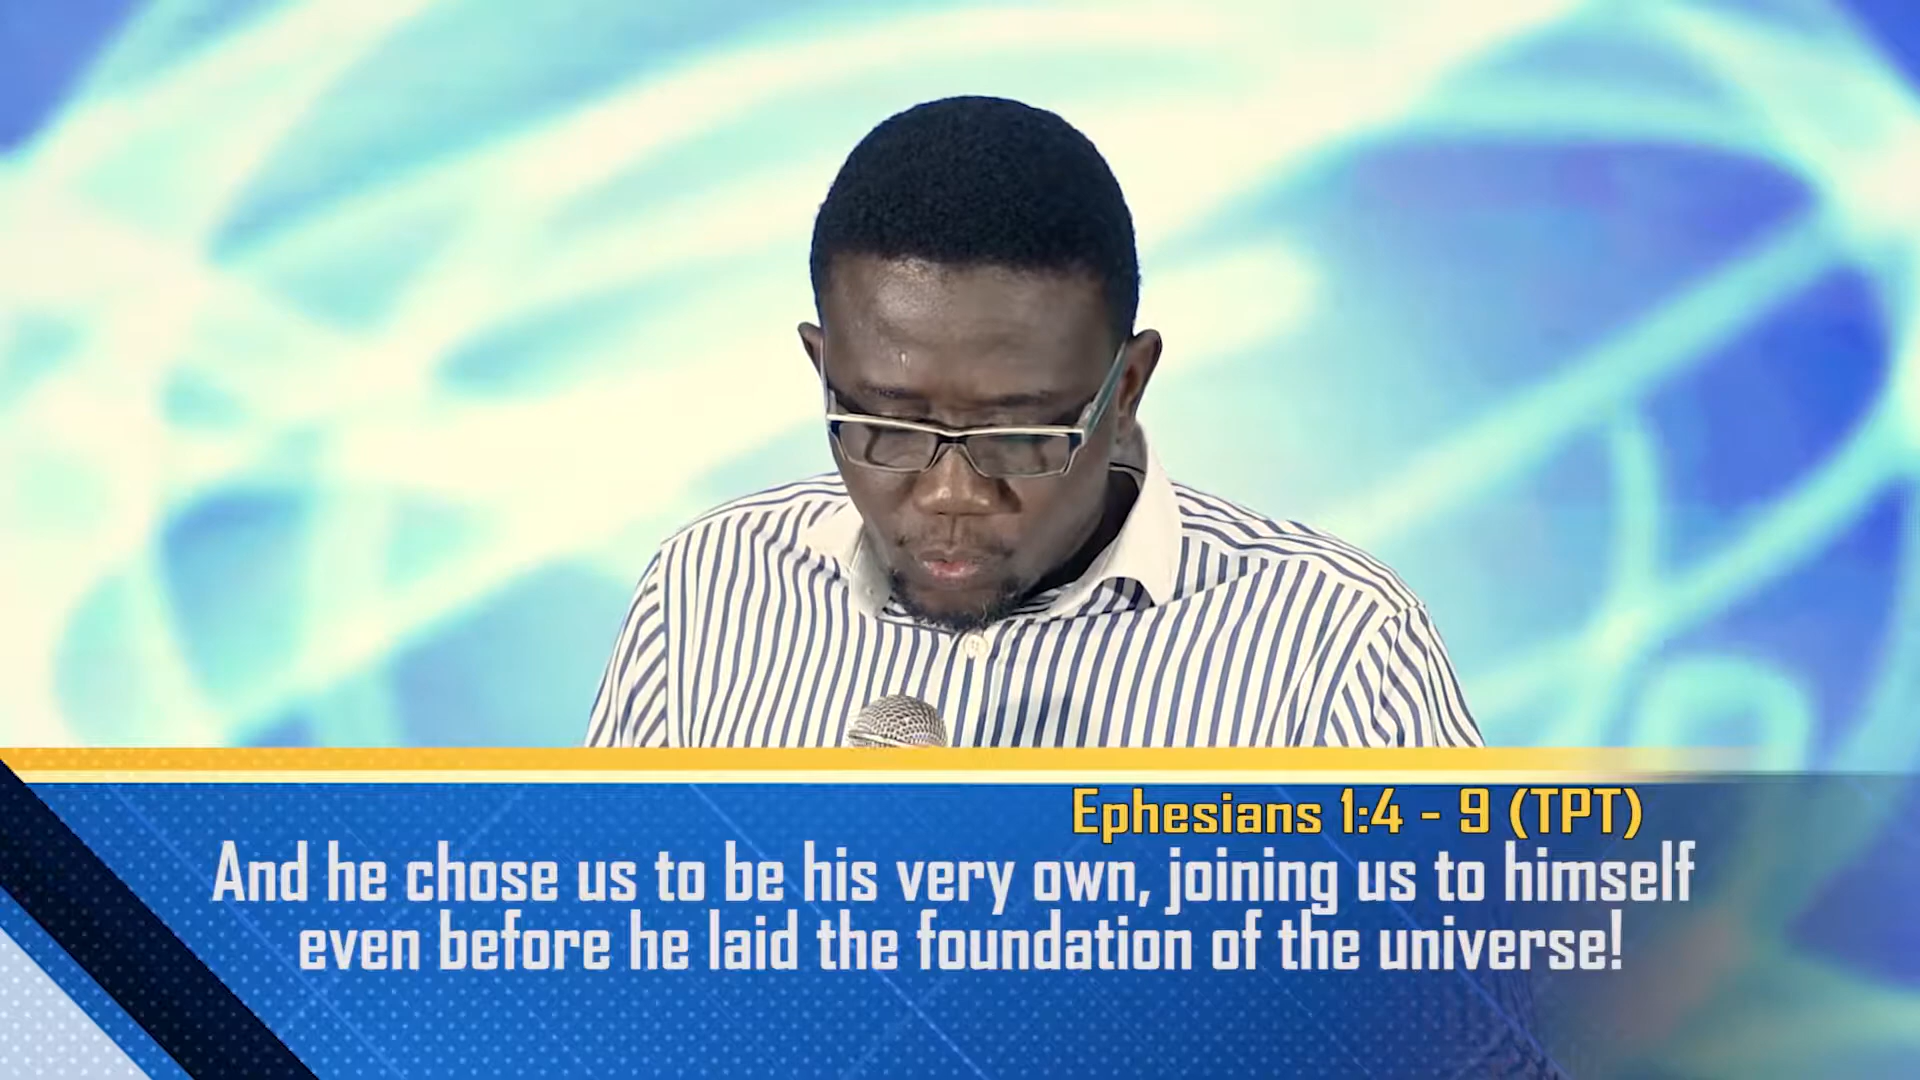 Ephesians 1:4 - 9 (TPT)
And he chose us to be his very own, joining us to himself
even before he laid the foundation of the universe!